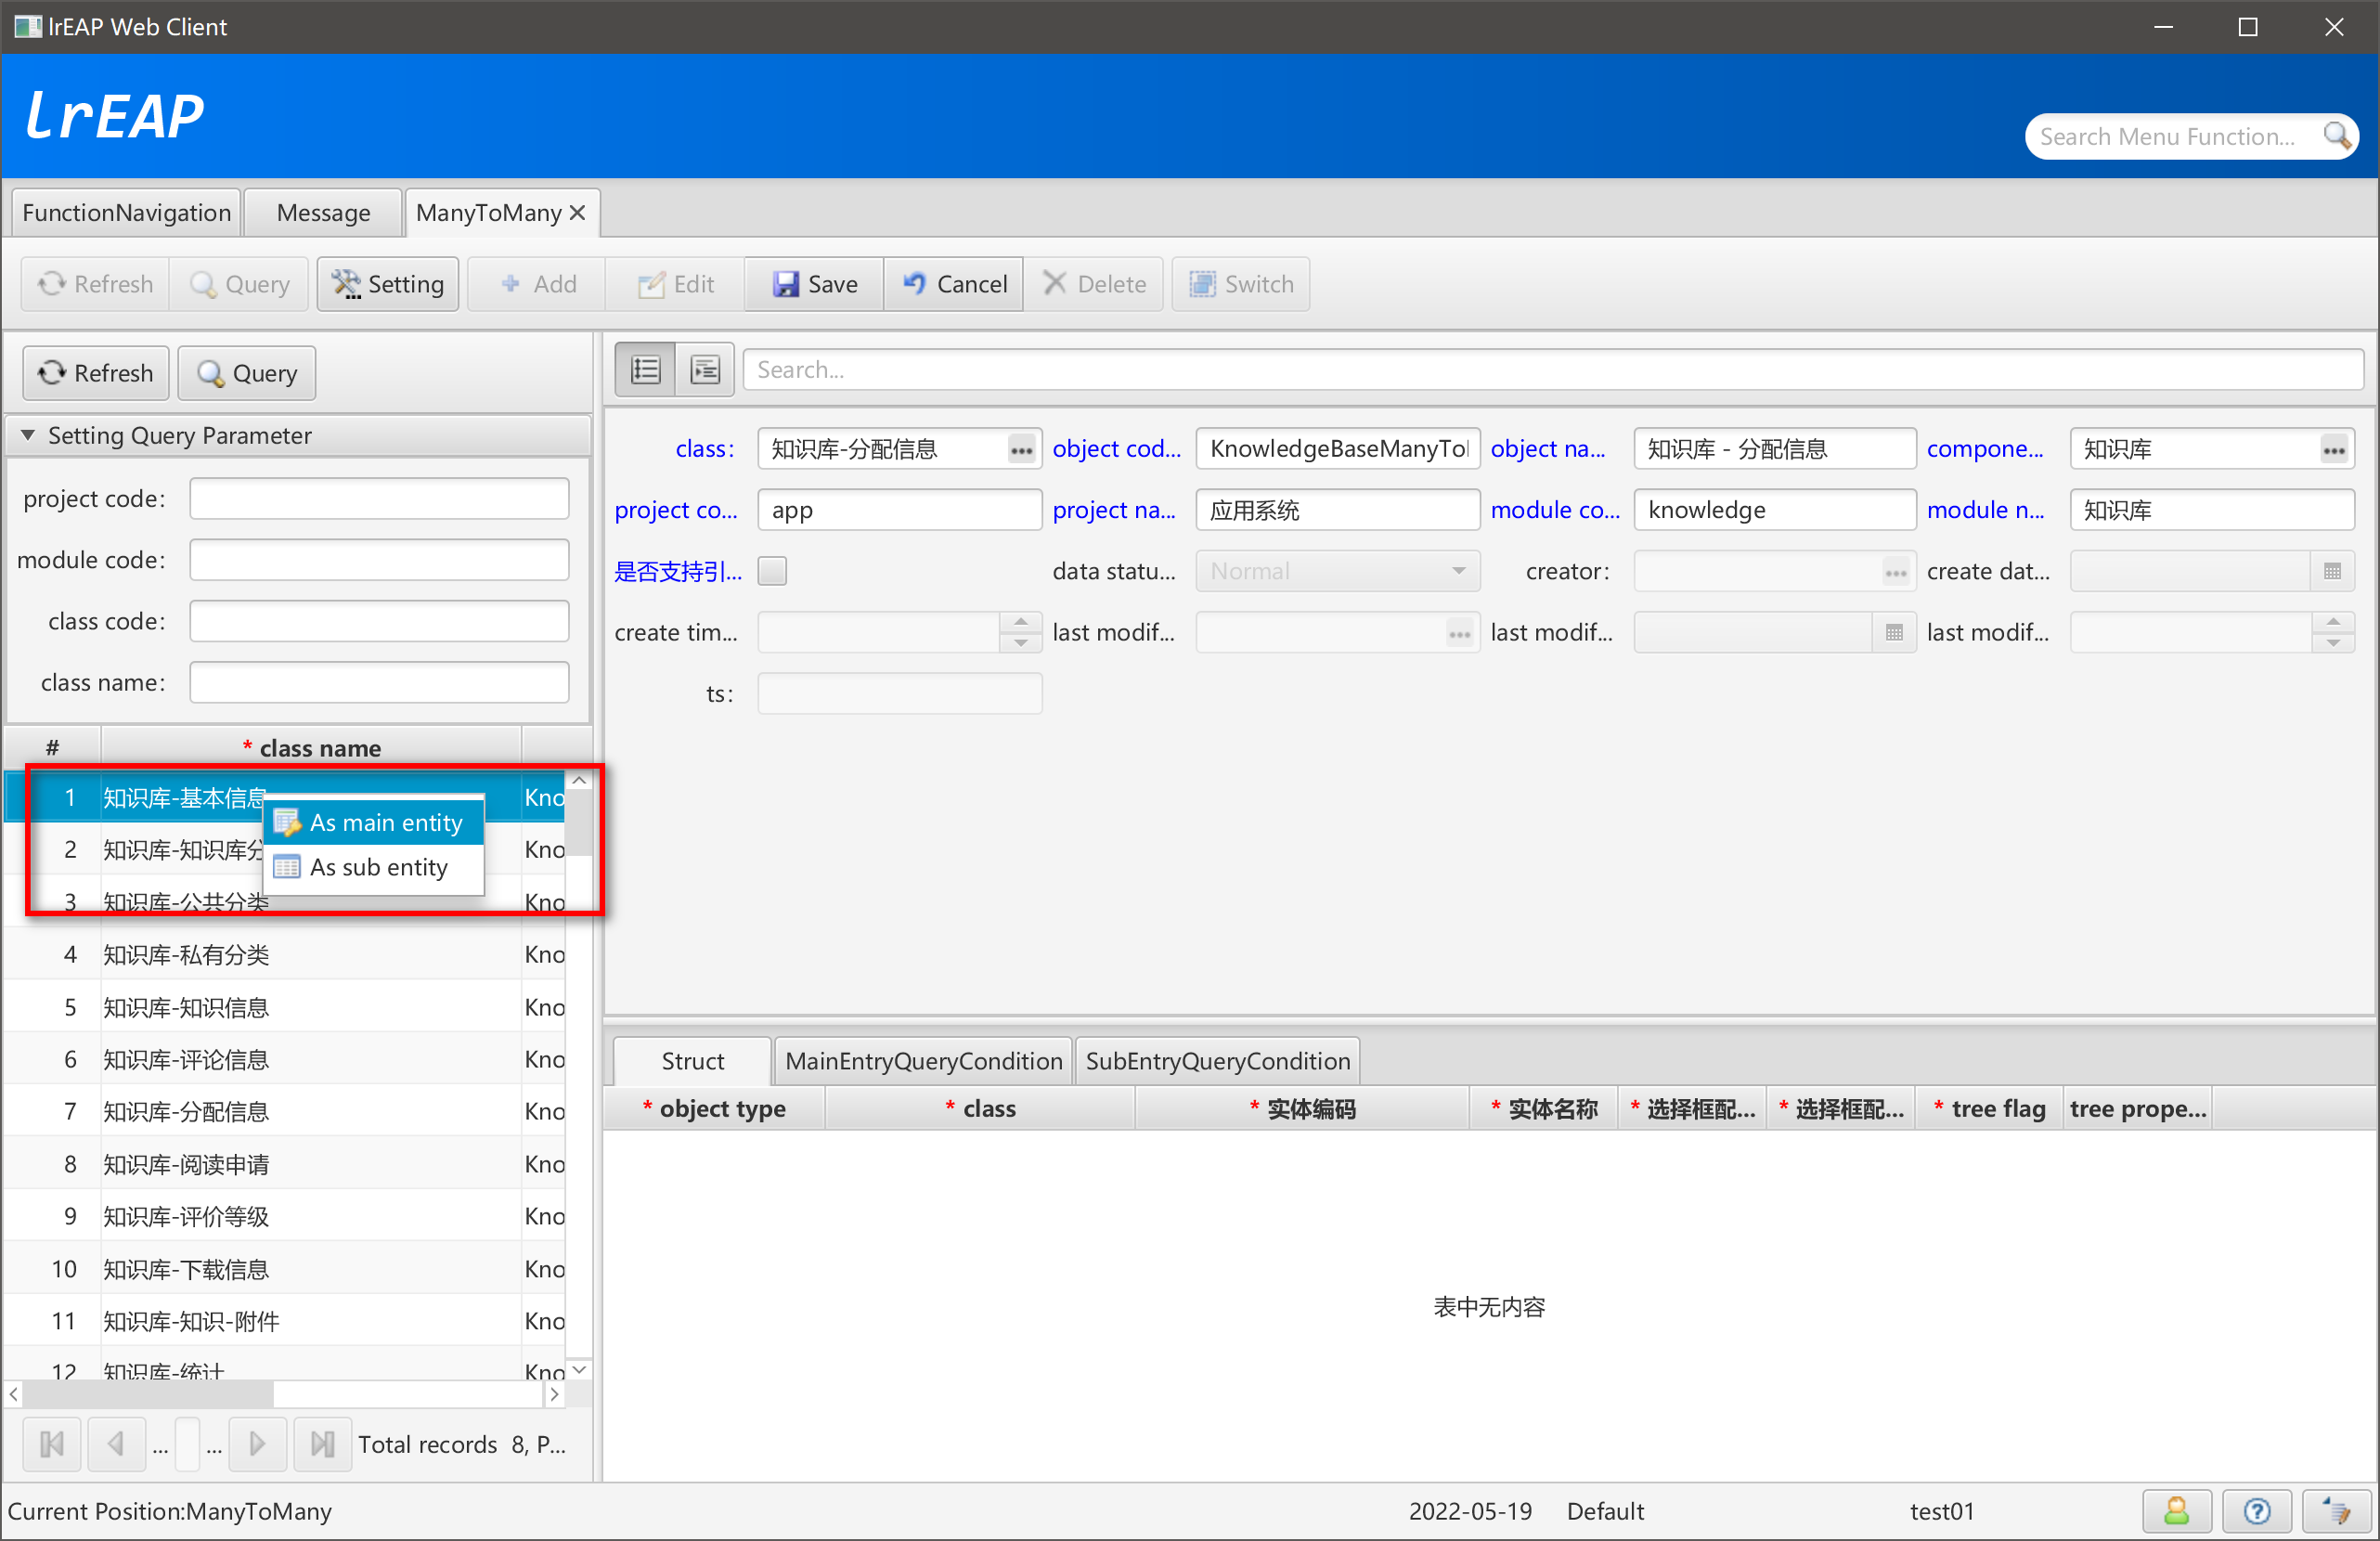 lrEAP Web Client
lrEAP
Search Menu Function...
FunctionNavigation Message ManyToMany
Refresh Query Setting Add Edit Save Cancel Delete Switch
Refresh Query
Search...
Setting Query Parameter
project code:
module code:
class code:
class name:
class: 知识库-分配信息 object cod... KnowledgeBaseManyTo object na... 知识库 - 分配信息 compone... 知识库
project co... app project na... 应用系统 module co... knowledge module n... 知识库
是否支持引... data statu... Normal creator: create dat...
create tim... last modif... last modif... last modif...
ts:
# * class name
1 知识库-基本信息 Kno
As main entity
2 知识库-知识库分 Kno
As sub entity
3 知识库-公共分类 Kno
4 知识库-私有分类 Kno
5 知识库-知识信息 Kno
6 知识库-评论信息 Kno
7 知识库-分配信息 Kno
8 知识库-阅读申请 Kno
9 知识库-评价等级 Kno
10 知识库-下载信息 Kno
11 知识库-知识-附件 Kno
12 知识库-统计 Kno
... ... Total records 8, P...
Struct MainEntryQueryCondition SubEntryQueryCondition
* object type * class * 实体编码 * 实体名称 * 选择框配... * 选择框配... * tree flag tree prope...
表中无内容
Current Position:ManyToMany 2022-05-19 Default test01